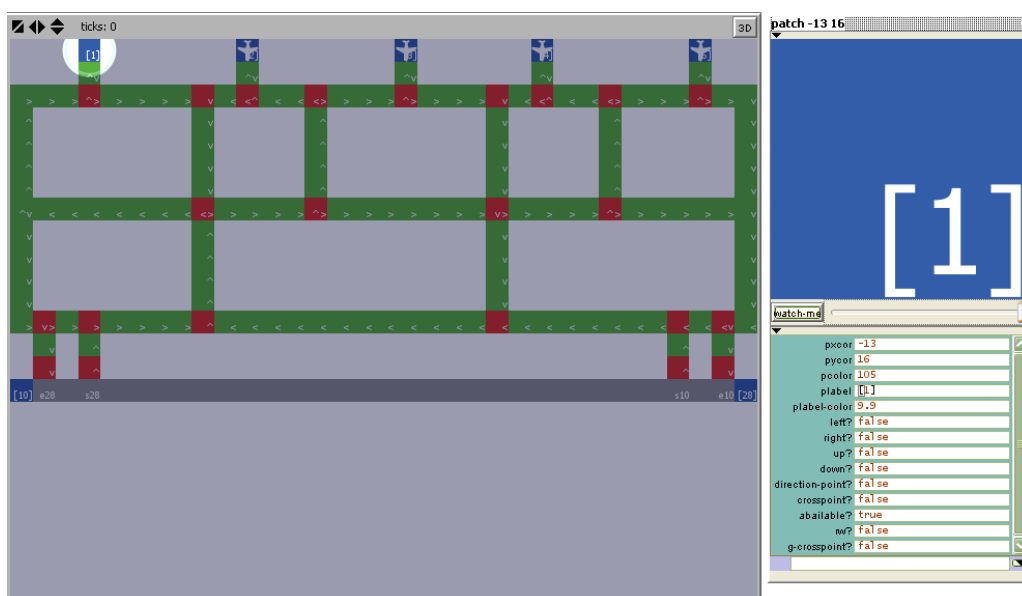 ticks: 0
3D
[1]
[10] e28 s28 s10 e10 [28]
patch -13 16
[1]
watch-me
pxcor -13
pycor 16
pcolor 105
plabel [1]
plabel-color 9.9
left? false
right? false
up? false
down? false
direction-point? false
crosspoint? false
abailable? true
rw? false
g-crosspoint? false